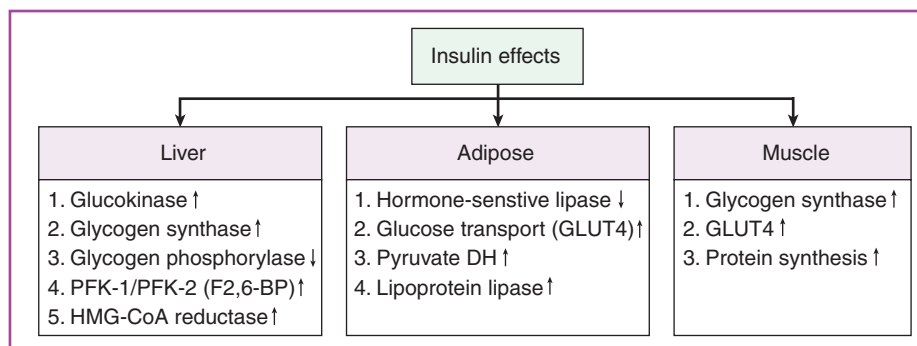 Insulin effects
Liver
1. Glucokinase ↑
2. Glycogen synthase ↑
3. Glycogen phosphorylase ↓
4. PFK-1/PFK-2 (F2,6-BP) ↑
5. HMG-CoA reductase ↑
Adipose
1. Hormone-senstive lipase ↓
2. Glucose transport (GLUT4) ↑
3. Pyruvate DH ↑
4. Lipoprotein lipase ↑
Muscle
1. Glycogen synthase ↑
2. GLUT4 ↑
3. Protein synthesis ↑